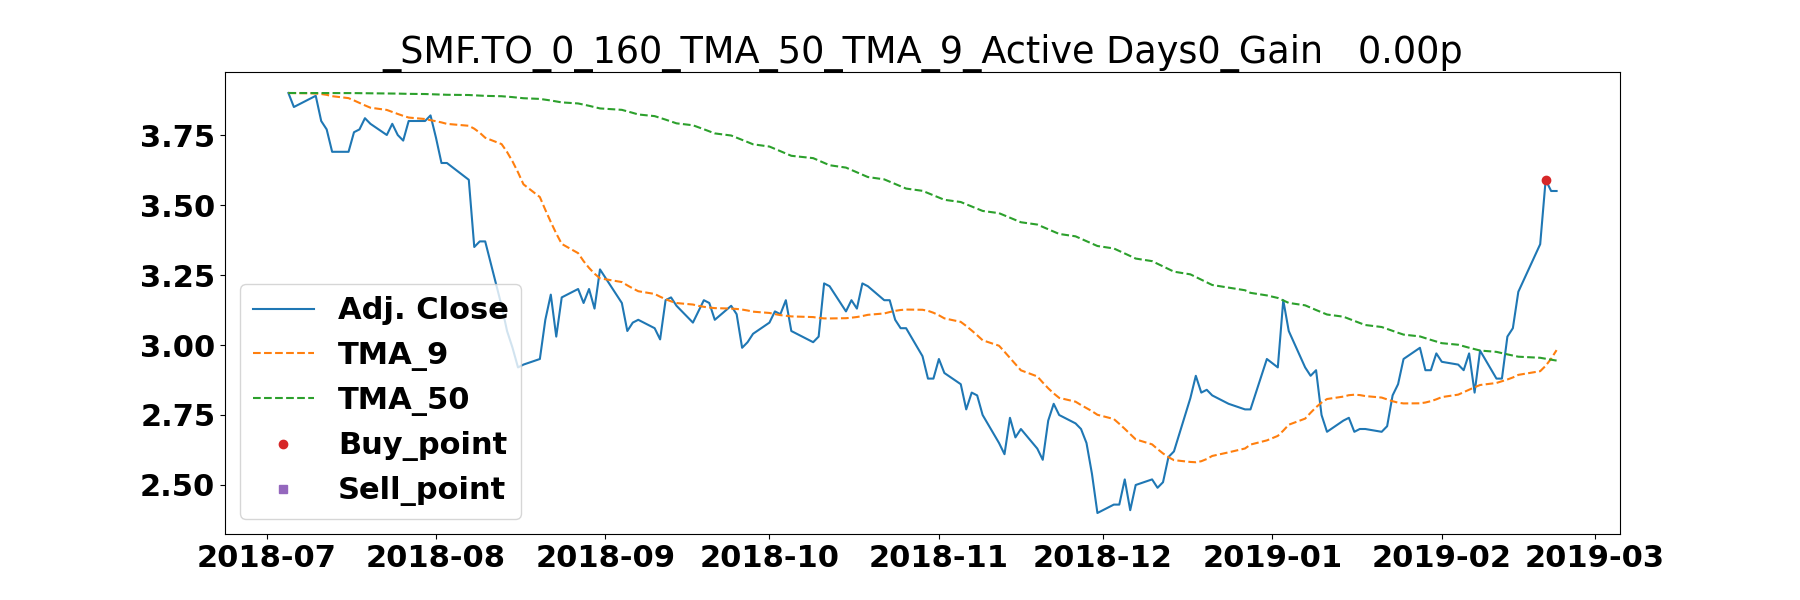 _SMF.TO_0_160_TMA_50_TMA_9_Active Days0_Gain   0.00p
3.75
3.50
3.25
3.00
2.75
2.50
Adj. Close
TMA_9
TMA_50
Buy_point
Sell_point
2018-07 2018-08 2018-09 2018-10 2018-11 2018-12 2019-01 2019-02 2019-03